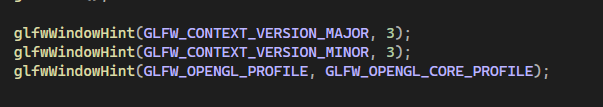 glfwWindowHint(GLFW_CONTEXT_VERSION_MAJOR, 3);
glfwWindowHint(GLFW_CONTEXT_VERSION_MINOR, 3);
glfwWindowHint(GLFW_OPENGL_PROFILE, GLFW_OPENGL_CORE_PROFILE);